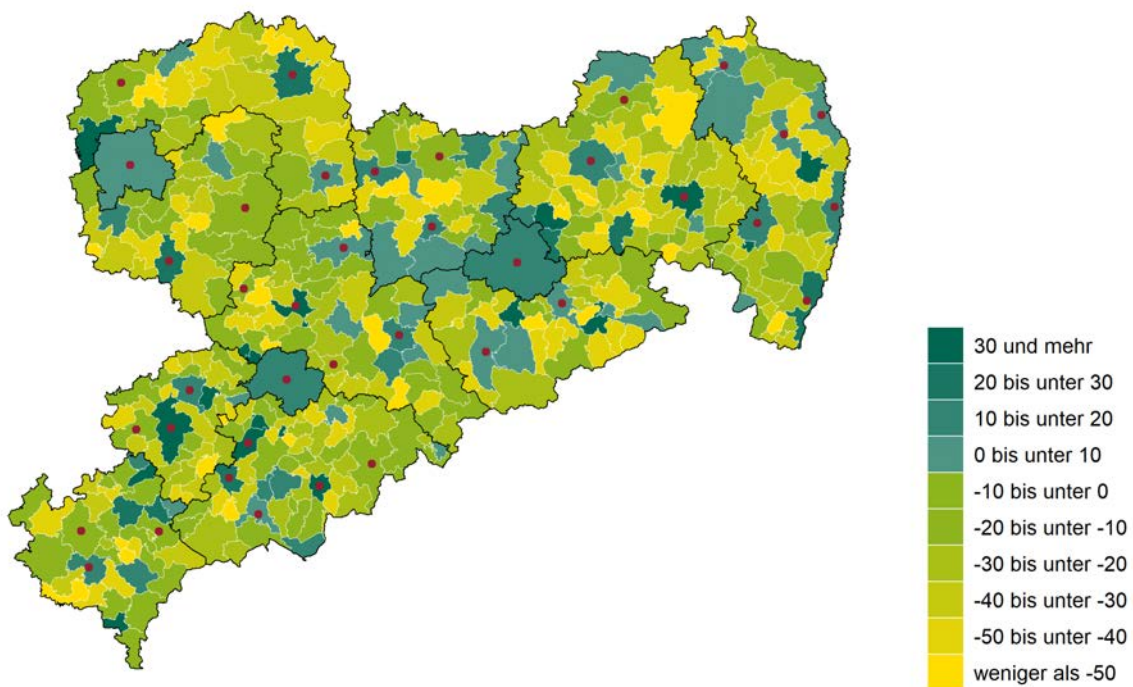 30 und mehr
20 bis unter 30
10 bis unter 20
0 bis unter 10
-10 bis unter 0
-20 bis unter -10
-30 bis unter -20
-40 bis unter -30
-50 bis unter -40
weniger als -50